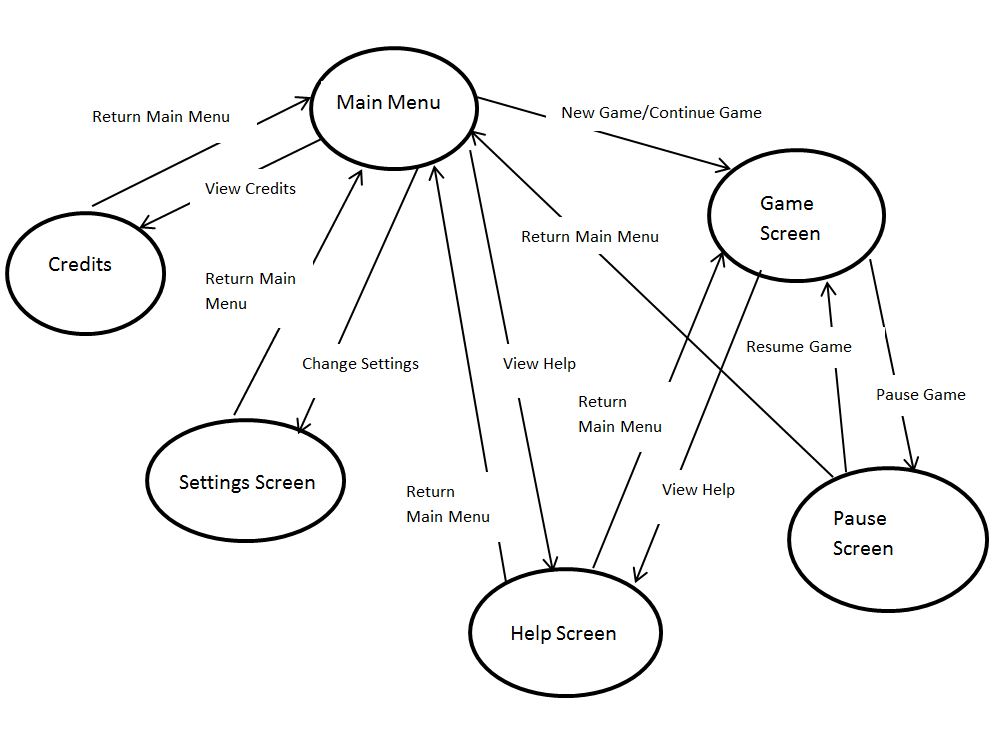 Main Menu
Return Main Menu
New Game/Continue Game
View Credits
Game
Screen
Return Main Menu
Credits
Return Main
Menu
Resume Game
Change Settings
View Help
Pause Game
Return
Main Menu
Settings Screen
Return
Main Menu
View Help
Pause
Screen
Help Screen